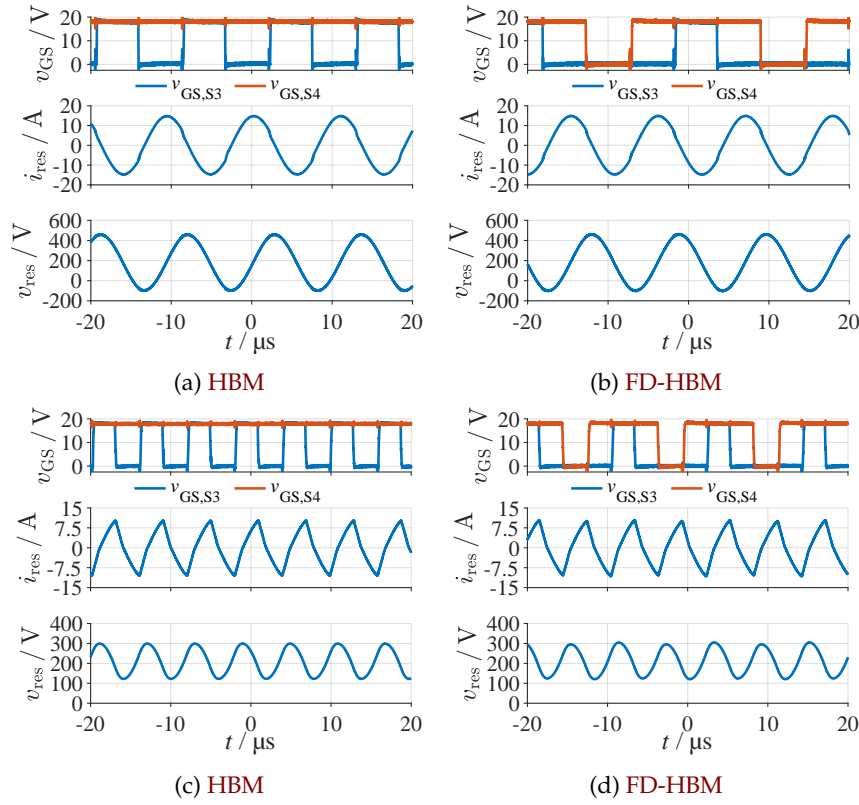 20
10
0
v_GS / V
v_GS,S3 v_GS,S4
20
10
0
-10
-20
i_res / A
600
400
200
0
-200
v_res / V
-20 -10 0 10 20
t / µs
(a) HBM
20
10
0
v_GS / V
v_GS,S3 v_GS,S4
20
10
0
-10
-20
i_res / A
600
400
200
0
-200
v_res / V
-20 -10 0 10 20
t / µs
(b) FD-HBM
20
10
0
v_GS / V
v_GS,S3 v_GS,S4
15
7.5
0
-7.5
-15
i_res / A
400
300
200
100
0
v_res / V
-20 -10 0 10 20
t / µs
(c) HBM
20
10
0
v_GS / V
v_GS,S3 v_GS,S4
15
7.5
0
-7.5
-15
i_res / A
400
300
200
100
0
v_res / V
-20 -10 0 10 20
t / µs
(d) FD-HBM